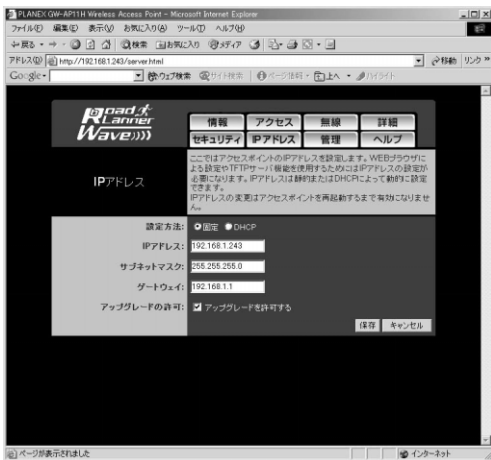 PLANEX GW-AP11H Wireless Access Point - Microsoft Internet Explorer
ファイル(F) 編集(E) 表示(V) お気に入り(A) ツール(T) ヘルプ(H)
戻る 検索 お気に入り メディア
アドレス(D) http://192.168.1.243/server.html 移動 リンク »
Google ウェブ検索 サイト検索 ページ情報 上へ ハイライト
Road &
Lanner
Wave))))
情報 アクセス 無線 詳細
セキュリティ IPアドレス 管理 ヘルプ
IPアドレス
ここではアクセスポイントのIPアドレスを設定します。WEBブラウザに
よる設定やTFTPサーバ機能を使用するためにはIPアドレスの設定が
必要になります。IPアドレスは静的またはDHCPによって動的に設定
できます。
IPアドレスの変更はアクセスポイントを再起動するまで有効になりませ
ん。
設定方法: 固定 DHCP
IPアドレス: 192.168.1.243
サブネットマスク: 255.255.255.0
ゲートウェイ: 192.168.1.1
アップグレードの許可: アップグレードを許可する
保存 キャンセル
ページが表示されました インターネット